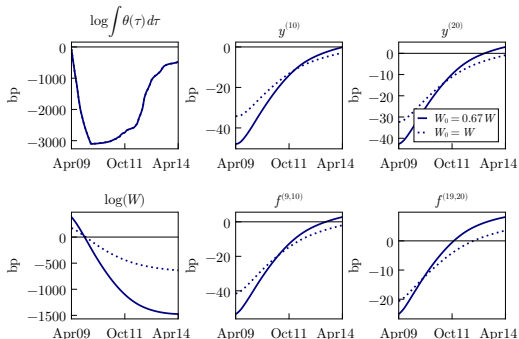 log ∫ θ(τ) dτ
y^(10)
y^(20)
bp
0
−1000
−2000
−3000
Apr09 Oct11 Apr14
bp
0
−20
−40
Apr09 Oct11 Apr14
bp
0
−10
−20
−30
−40
W₀ = 0.67 W
W₀ = W
Apr09 Oct11 Apr14
log(W)
f^(9,10)
f^(19,20)
bp
0
−500
−1000
−1500
Apr09 Oct11 Apr14
bp
0
−20
−40
Apr09 Oct11 Apr14
bp
0
−10
−20
Apr09 Oct11 Apr14